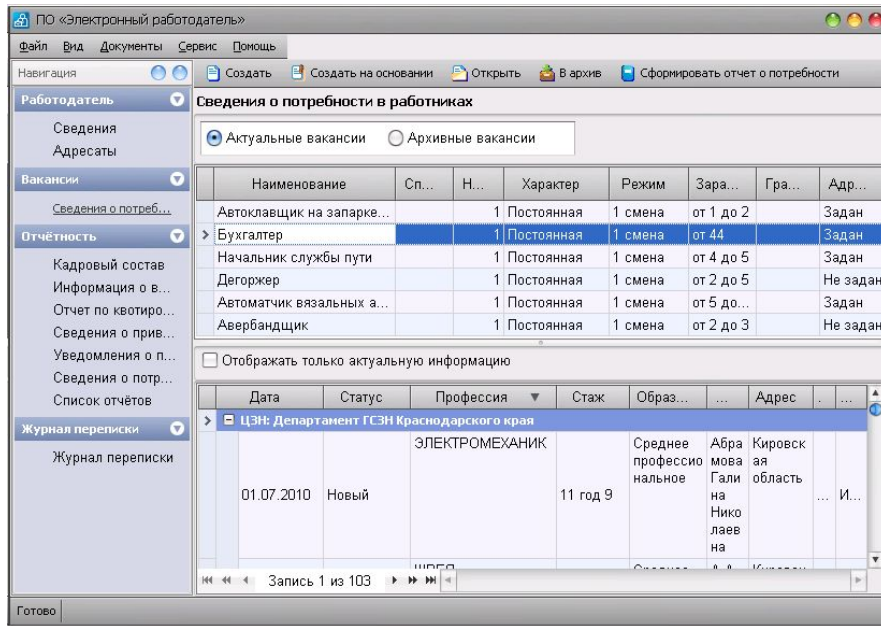 ПО «Электронный работодатель»
Файл Вид Документы Сервис Помощь
Навигация
Создать Создать на основании Открыть В архив Сформировать отчет о потребности
Работодатель
Сведения
Адресаты
Вакансии
Сведения о потреб...
Отчётность
Кадровый состав
Информация о в...
Отчет по квотиро...
Сведения о прив...
Уведомления о п...
Сведения о потр...
Список отчётов
Журнал переписки
Журнал переписки
Сведения о потребности в работниках
Актуальные вакансии Архивные вакансии
Наименование Сп... Н... Характер Режим Зара... Гра... Адр...
Автоклавщик на запарке... 1 Постоянная 1 смена от 1 до 2 Задан
Бухгалтер 1 Постоянная 1 смена от 44 Задан
Начальник службы пути 1 Постоянная 1 смена от 4 до 5 Задан
Дегоржер 1 Постоянная 1 смена от 2 до 5 Не задан
Автоматчик вязальных а... 1 Постоянная 1 смена от 5 до... Задан
Авербандщик 1 Постоянная 1 смена от 2 до 3 Не задан
Отображать только актуальную информацию
Дата Статус Профессия Стаж Образ... ... Адрес . ...
ЦЗН: Департамент ГСЗН Краснодарского края
01.07.2010 Новый ЭЛЕКТРОМЕХАНИК 11 год 9 Среднее Абра Кировск ... И...
профессио мова ая
нальное Гали область
на
Нико
лаев
на
Запись 1 из 103
Готово